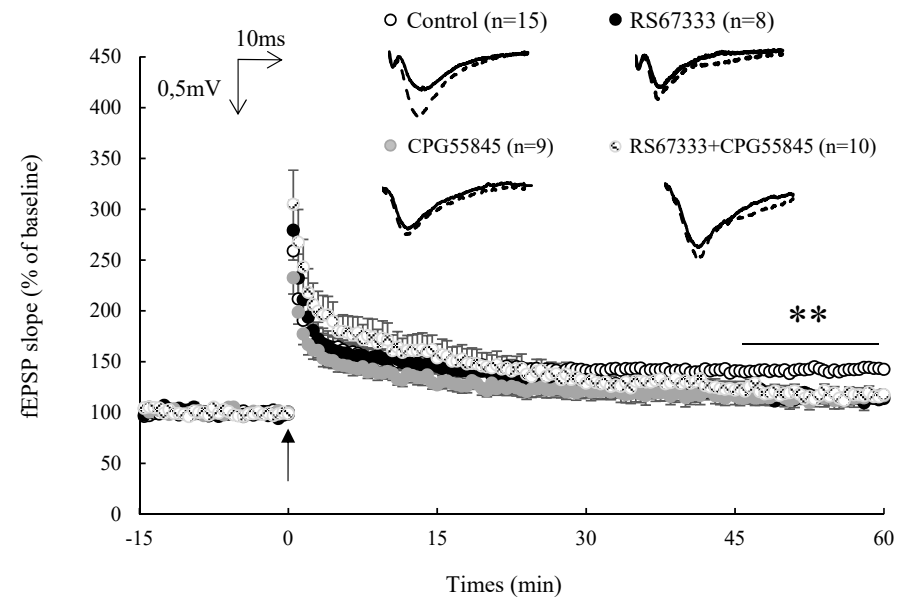 Control (n=15)
RS67333 (n=8)
10ms
0,5mV
CPG55845 (n=9)
RS67333+CPG55845 (n=10)
**
fEPSP slope (% of baseline)
450
400
350
300
250
200
150
100
50
0
-15
0
15
30
45
60
Times (min)